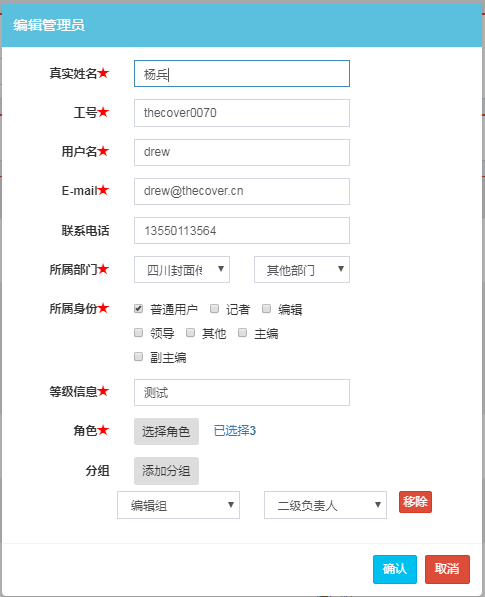 编辑管理员
真实姓名★ 杨兵
工号★ thecover0070
用户名★ drew
E-mail★ drew@thecover.cn
联系电话 13550113564
所属部门★ 四川封面传 其他部门
所属身份★ 普通用户 记者 编辑
领导 其他 主编
副主编
等级信息★ 测试
角色★ 选择角色 已选择3
分组 添加分组
编辑组 二级负责人 移除
确认 取消